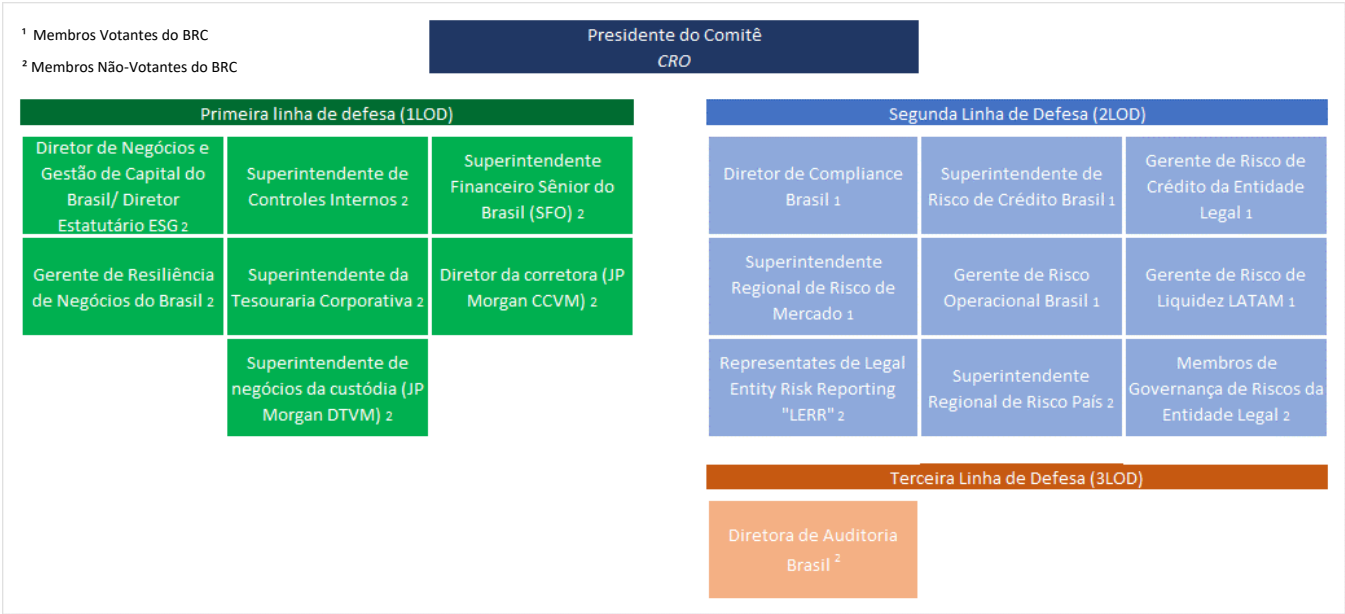 ¹ Membros Votantes do BRC
² Membros Não-Votantes do BRC
Presidente do Comitê
CRO
Primeira linha de defesa (1LOD)
Diretor de Negócios e
Gestão de Capital do
Brasil/ Diretor
Estatutário ESG 2
Superintendente de
Controles Internos 2
Superintendente
Financeiro Sênior do
Brasil (SFO) 2
Gerente de Resiliência
de Negócios do Brasil 2
Superintendente da
Tesouraria Corporativa 2
Diretor da corretora (JP
Morgan CCVM) 2
Superintendente de
negócios da custódia (JP
Morgan DTVM) 2
Segunda Linha de Defesa (2LOD)
Diretor de Compliance
Brasil 1
Superintendente de
Risco de Crédito Brasil 1
Gerente de Risco de
Crédito da Entidade
Legal 1
Superintendente
Regional de Risco de
Mercado 1
Gerente de Risco
Operacional Brasil 1
Gerente de Risco de
Liquidez LATAM 1
Representates de Legal
Entity Risk Reporting
"LERR" 2
Superintendente
Regional de Risco País 2
Membros de
Governança de Riscos da
Entidade Legal 2
Terceira Linha de Defesa (3LOD)
Diretora de Auditoria
Brasil ²